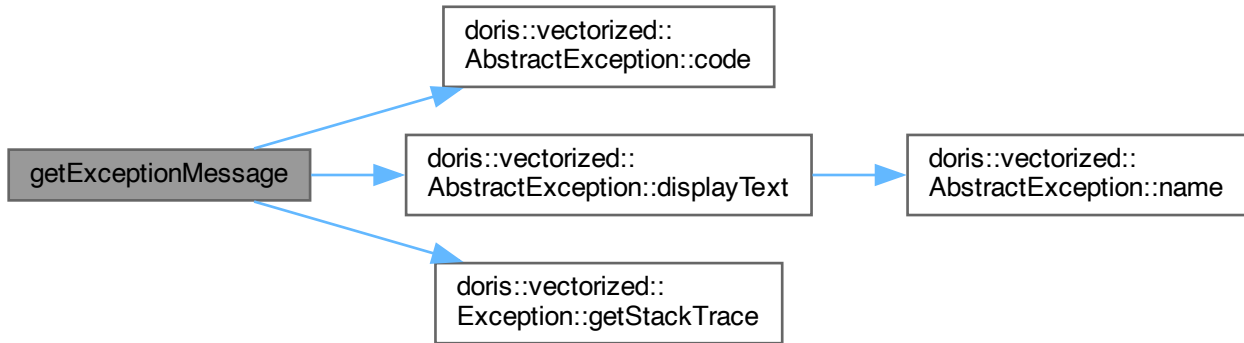 doris::vectorized::
AbstractException::code
getExceptionMessage
doris::vectorized::
AbstractException::displayText
doris::vectorized::
AbstractException::name
doris::vectorized::
Exception::getStackTrace